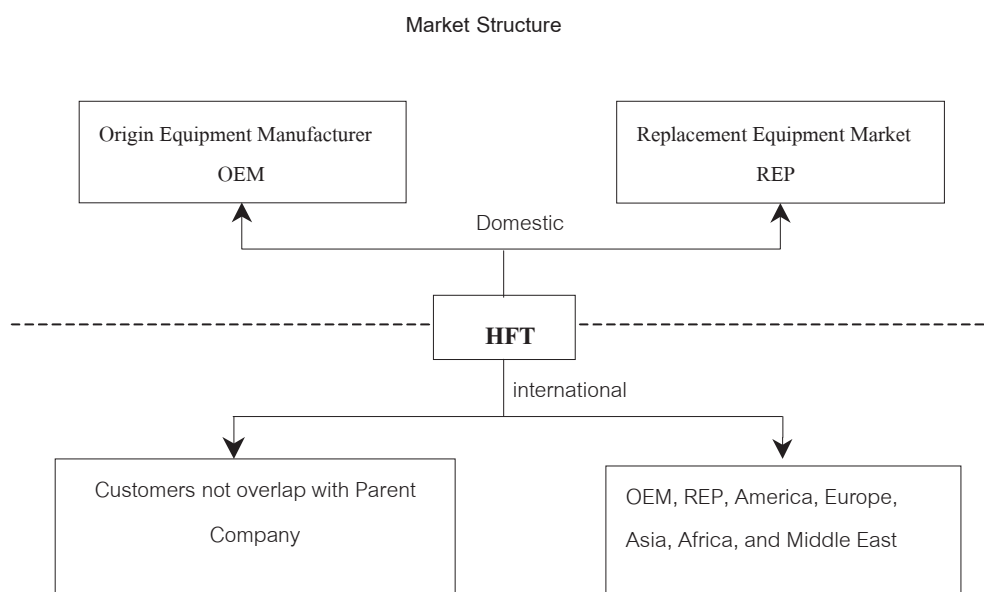 Market Structure
Origin Equipment Manufacturer
OEM
Replacement Equipment Market
REP
Domestic
HFT
international
Customers not overlap with Parent
Company
OEM, REP, America, Europe,
Asia, Africa, and Middle East